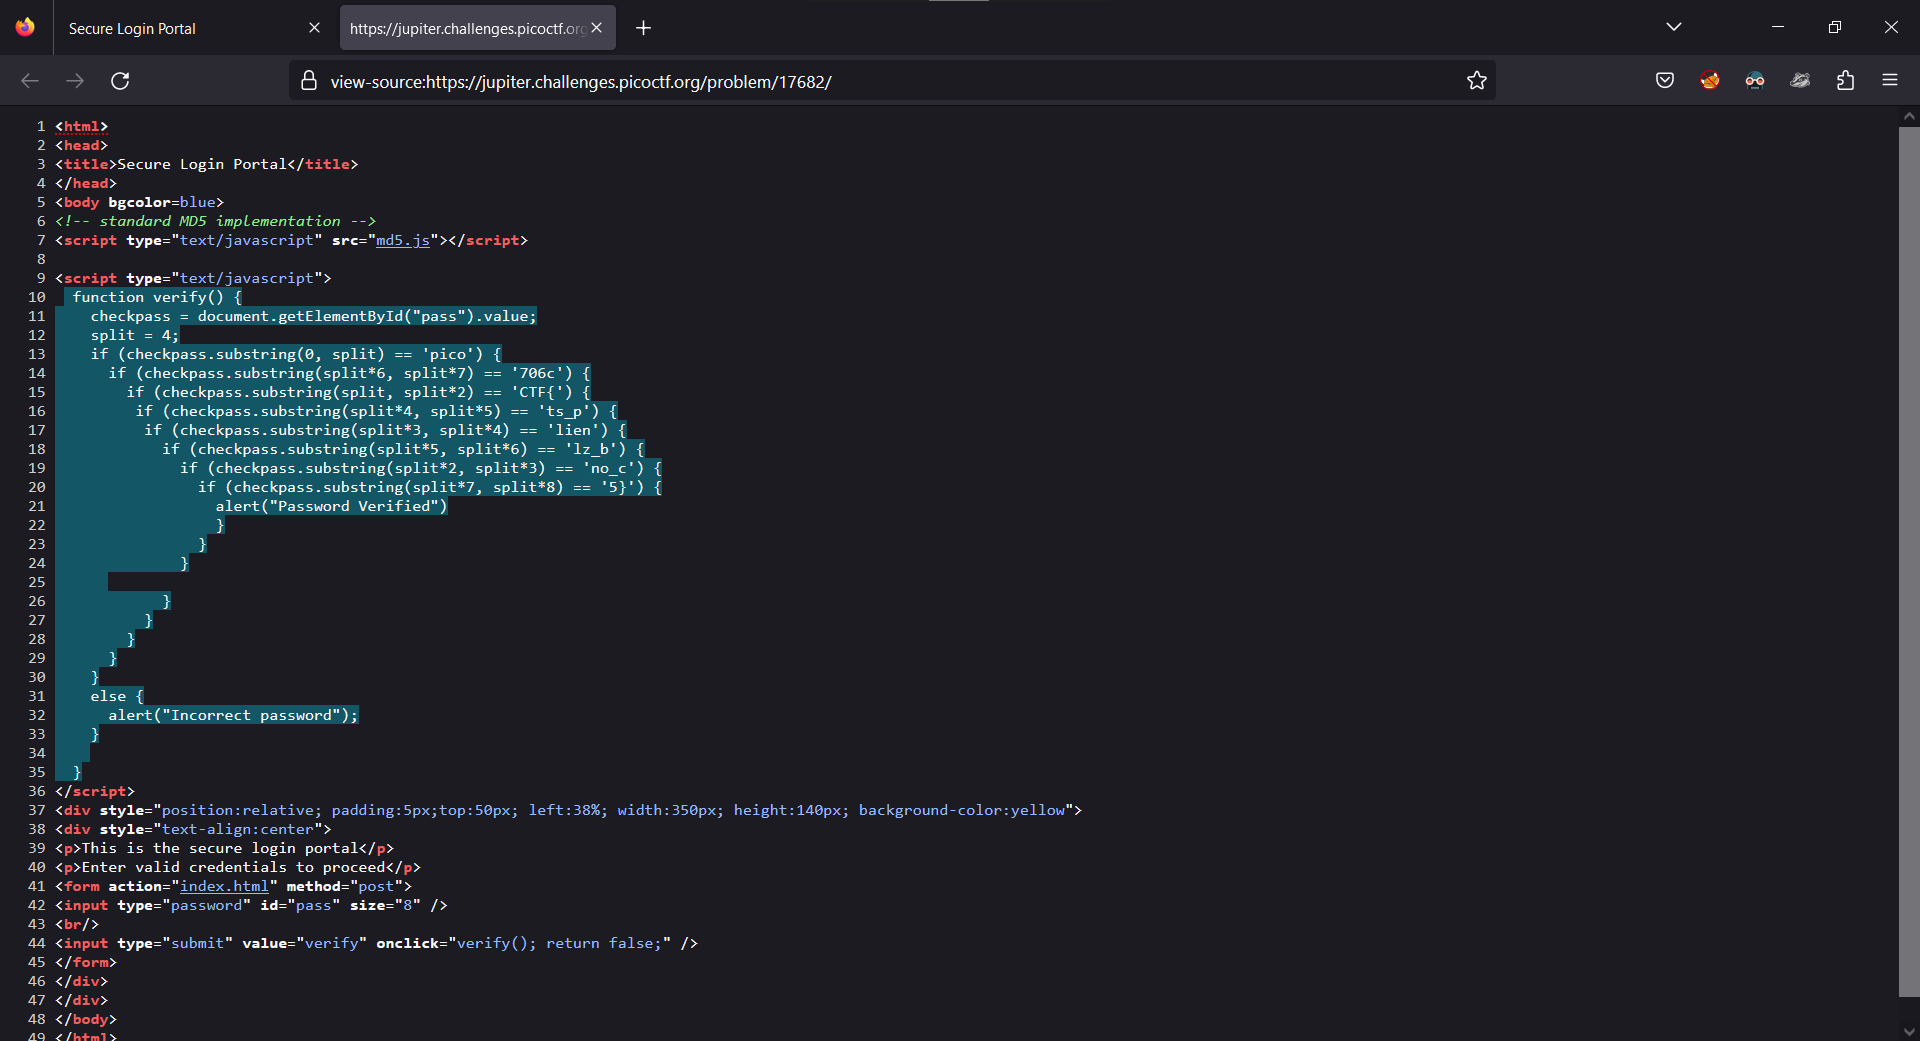 Secure Login Portal
https://jupiter.challenges.picoctf.org
view-source:https://jupiter.challenges.picoctf.org/problem/17682/
1 <html>
2 <head>
3 <title>Secure Login Portal</title>
4 </head>
5 <body bgcolor=blue>
6 <!-- standard MD5 implementation -->
7 <script type="text/javascript" src="md5.js"></script>
8
9 <script type="text/javascript">
10   function verify() {
11     checkpass = document.getElementById("pass").value;
12     split = 4;
13     if (checkpass.substring(0, split) == 'pico') {
14       if (checkpass.substring(split*6, split*7) == '706c') {
15         if (checkpass.substring(split, split*2) == 'CTF{') {
16          if (checkpass.substring(split*4, split*5) == 'ts_p') {
17           if (checkpass.substring(split*3, split*4) == 'lien') {
18             if (checkpass.substring(split*5, split*6) == 'lz_b') {
19               if (checkpass.substring(split*2, split*3) == 'no_c') {
20                 if (checkpass.substring(split*7, split*8) == '5}') {
21                   alert("Password Verified")
22                   }
23                 }
24               }
25
26             }
27           }
28         }
29       }
30     }
31     else {
32       alert("Incorrect password");
33     }
34
35   }
36 </script>
37 <div style="position:relative; padding:5px;top:50px; left:38%; width:350px; height:140px; background-color:yellow">
38 <div style="text-align:center">
39 <p>This is the secure login portal</p>
40 <p>Enter valid credentials to proceed</p>
41 <form action="index.html" method="post">
42 <input type="password" id="pass" size="8" />
43 <br/>
44 <input type="submit" value="verify" onclick="verify(); return false;" />
45 </form>
46 </div>
47 </div>
48 </body>
49 </html>